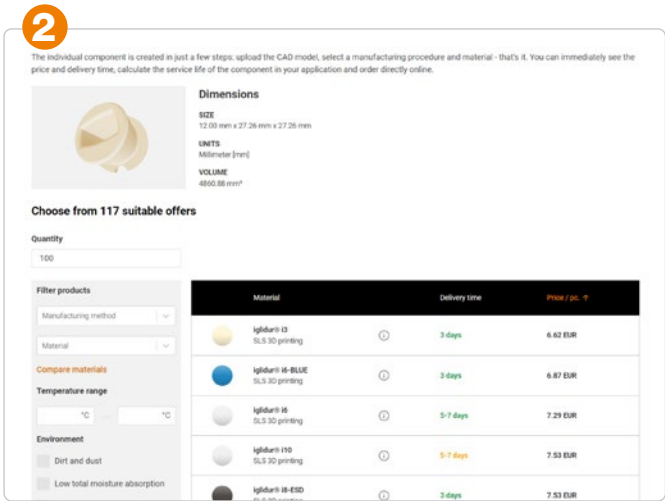 2
The individual component is created in just a few steps: upload the CAD model, select a manufacturing procedure and material - that's it. You can immediately see the
price and delivery time, calculate the service life of the component in your application and order directly online.
Dimensions
SIZE
12.00 mm x 27.26 mm x 27.26 mm
UNITS
Millimeter [mm]
VOLUME
4860.88 mm³
Choose from 117 suitable offers
Quantity
100
Filter products
Manufacturing method
Material
Compare materials
Temperature range
°C ... °C
Environment
Dirt and dust
Low total moisture absorption
Material Delivery time Price / pc. ↑
iglidur® i3
SLS 3D printing
3 days 6.62 EUR
iglidur® i6-BLUE
SLS 3D printing
3 days 6.87 EUR
iglidur® i6
SLS 3D printing
5-7 days 7.29 EUR
iglidur® i10
SLS 3D printing
5-7 days 7.53 EUR
iglidur® i8-ESD
3 days 7.53 EUR